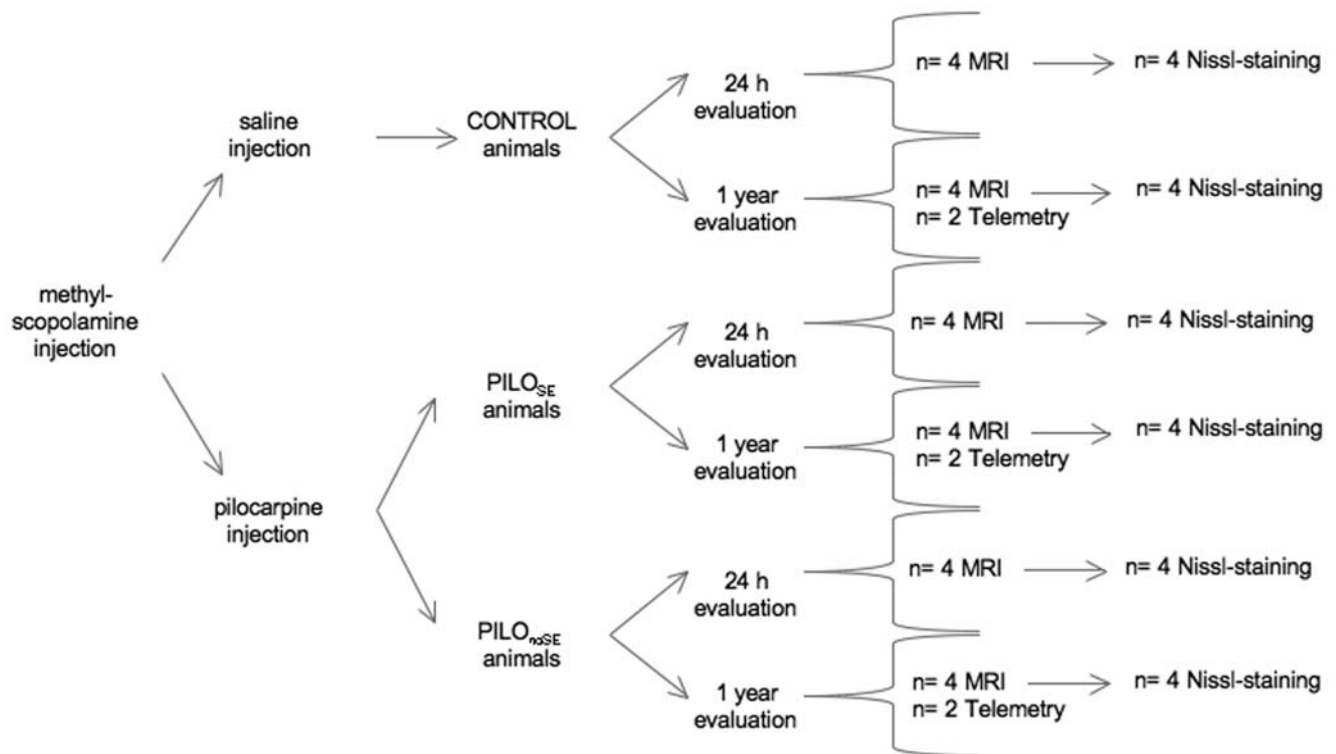 methyl-
scopolamine
injection
saline
injection
CONTROL
animals
24 h
evaluation
n= 4 MRI
n= 4 Nissl-staining
1 year
evaluation
n= 4 MRI
n= 2 Telemetry
n= 4 Nissl-staining
pilocarpine
injection
PILOSE
animals
24 h
evaluation
n= 4 MRI
n= 4 Nissl-staining
1 year
evaluation
n= 4 MRI
n= 2 Telemetry
n= 4 Nissl-staining
PILOnoSE
animals
24 h
evaluation
n= 4 MRI
n= 4 Nissl-staining
1 year
evaluation
n= 4 MRI
n= 2 Telemetry
n= 4 Nissl-staining